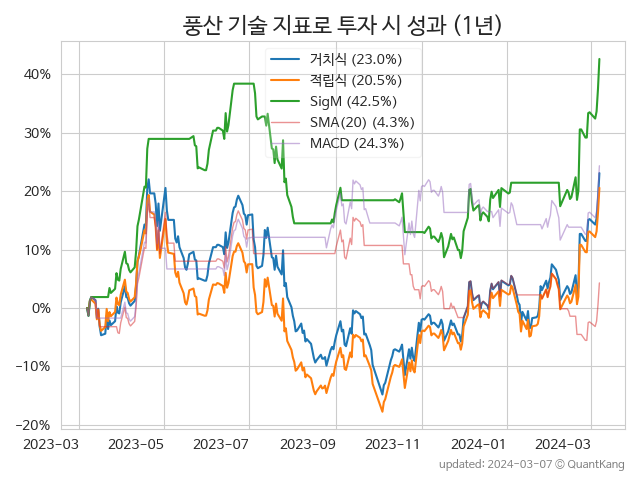 풍산 기술 지표로 투자 시 성과 (1년)
거치식 (23.0%)
적립식 (20.5%)
SigM (42.5%)
SMA(20) (4.3%)
MACD (24.3%)
40%
30%
20%
10%
0%
−10%
−20%
2023-03 2023-05 2023-07 2023-09 2023-11 2024-01 2024-03
updated: 2024-03-07 © QuantKang